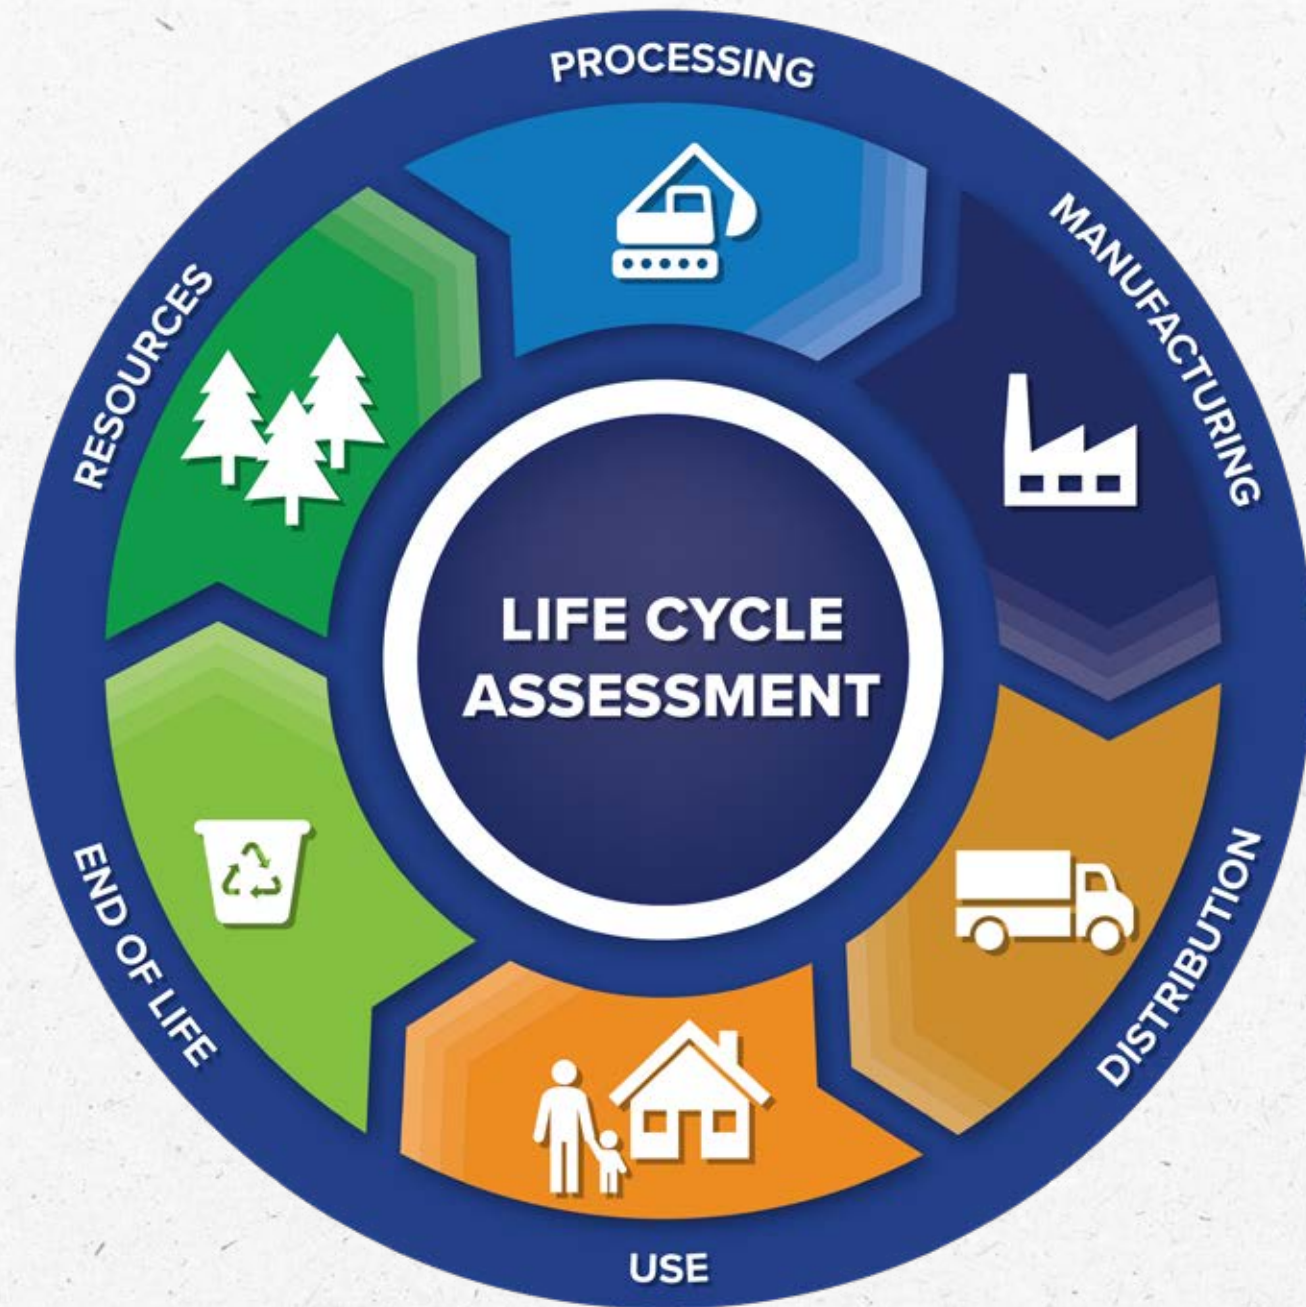 PROCESSING
MANUFACTURING
DISTRIBUTION
USE
END OF LIFE
RESOURCES
LIFE CYCLE
ASSESSMENT